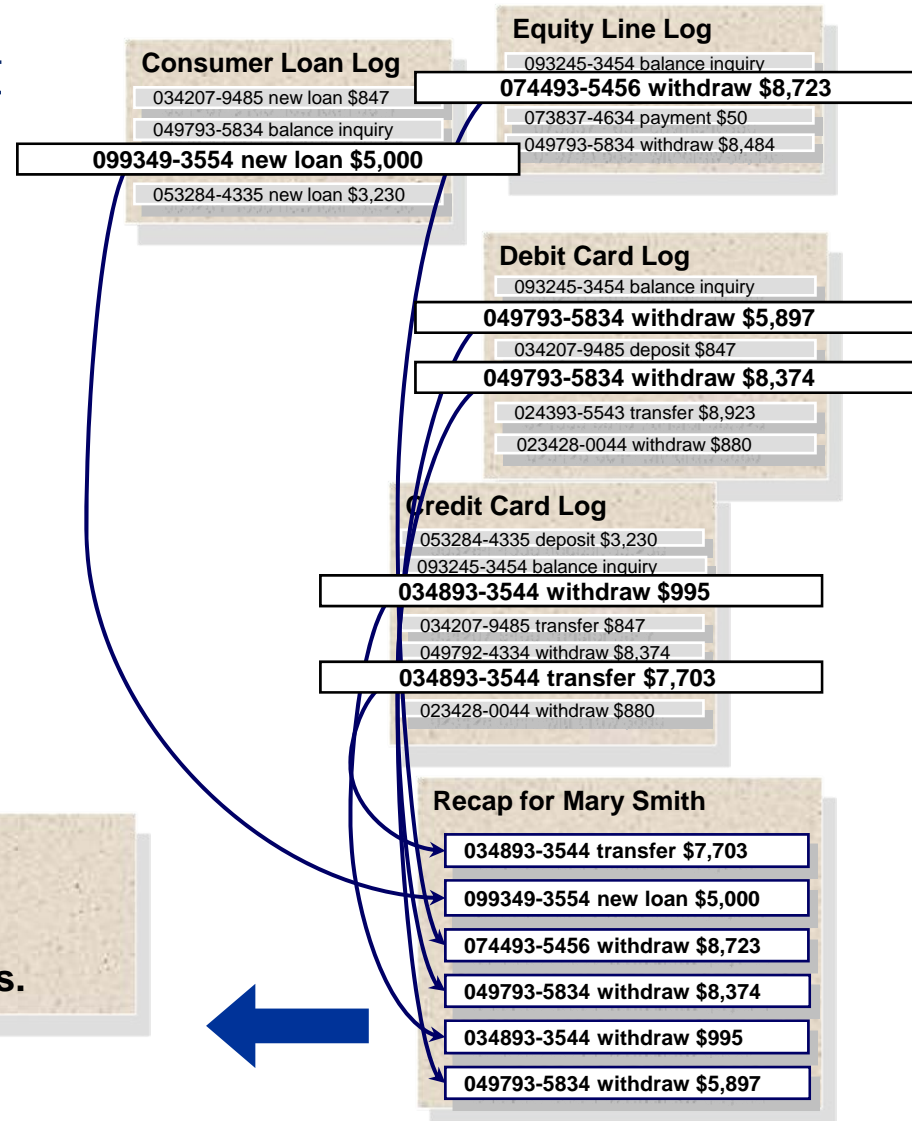 Consumer Loan Log
034207-9485 new loan $847
049793-5834 balance inquiry
099349-3554 new loan $5,000
053284-4335 new loan $3,230
Equity Line Log
093245-3454 balance inquiry
074493-5456 withdraw $8,723
073837-4634 payment $50
049793-5834 withdraw $8,484
Debit Card Log
093245-3454 balance inquiry
049793-5834 withdraw $5,897
034207-9485 deposit $847
049793-5834 withdraw $8,374
024393-5543 transfer $8,923
023428-0044 withdraw $880
Credit Card Log
053284-4335 deposit $3,230
093245-3454 balance inquiry
034893-3544 withdraw $995
034207-9485 transfer $847
049792-4334 withdraw $8,374
034893-3544 transfer $7,703
023428-0044 withdraw $880
Recap for Mary Smith
034893-3544 transfer $7,703
099349-3554 new loan $5,000
074493-5456 withdraw $8,723
049793-5834 withdraw $8,374
034893-3544 withdraw $995
049793-5834 withdraw $5,897
s.